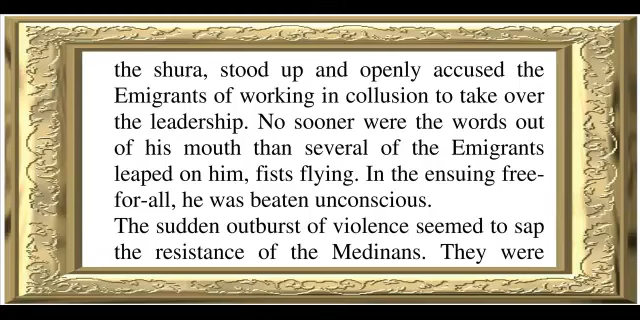 the shura, stood up and openly accused the
Emigrants of working in collusion to take over
the leadership. No sooner were the words out
of his mouth than several of the Emigrants
leaped on him, fists flying. In the ensuing free-
for-all, he was beaten unconscious.
The sudden outburst of violence seemed to sap
the resistance of the Medinans. They were